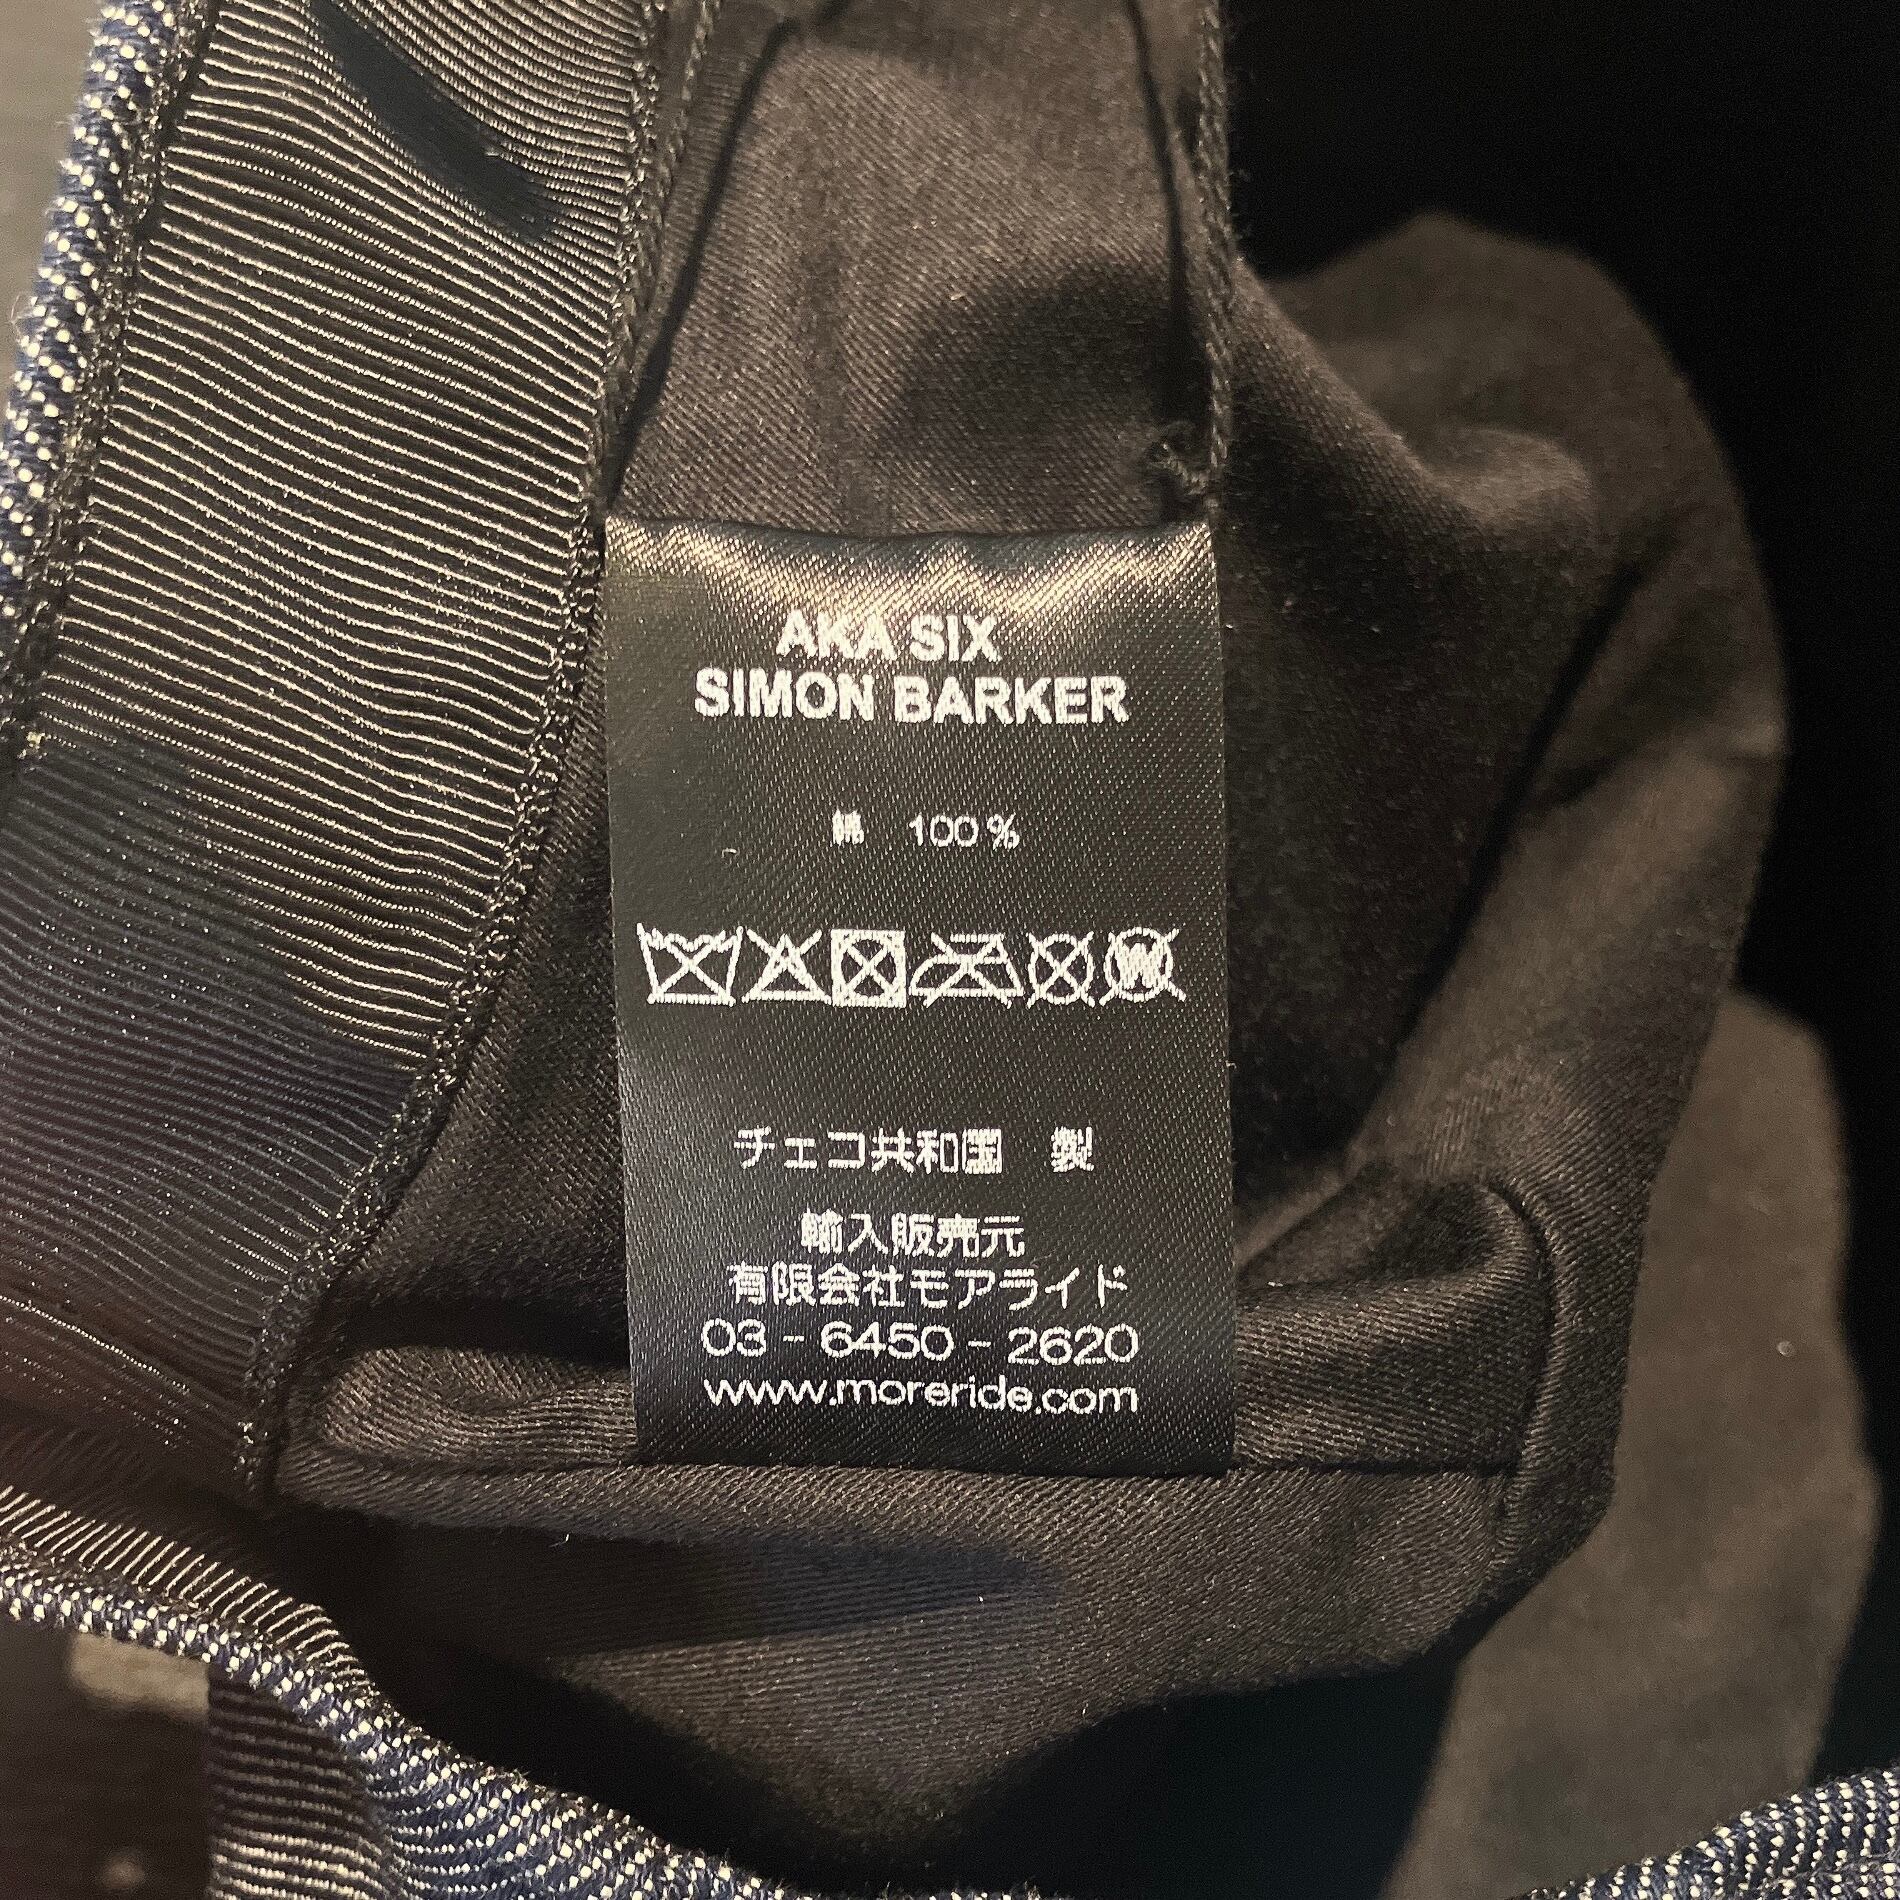 AKA SIX
SIMON BARKER
綿 100%
チェコ共和国 製
輸入販売元
有限会社モアライド
03-6450-2620
www.moreride.com